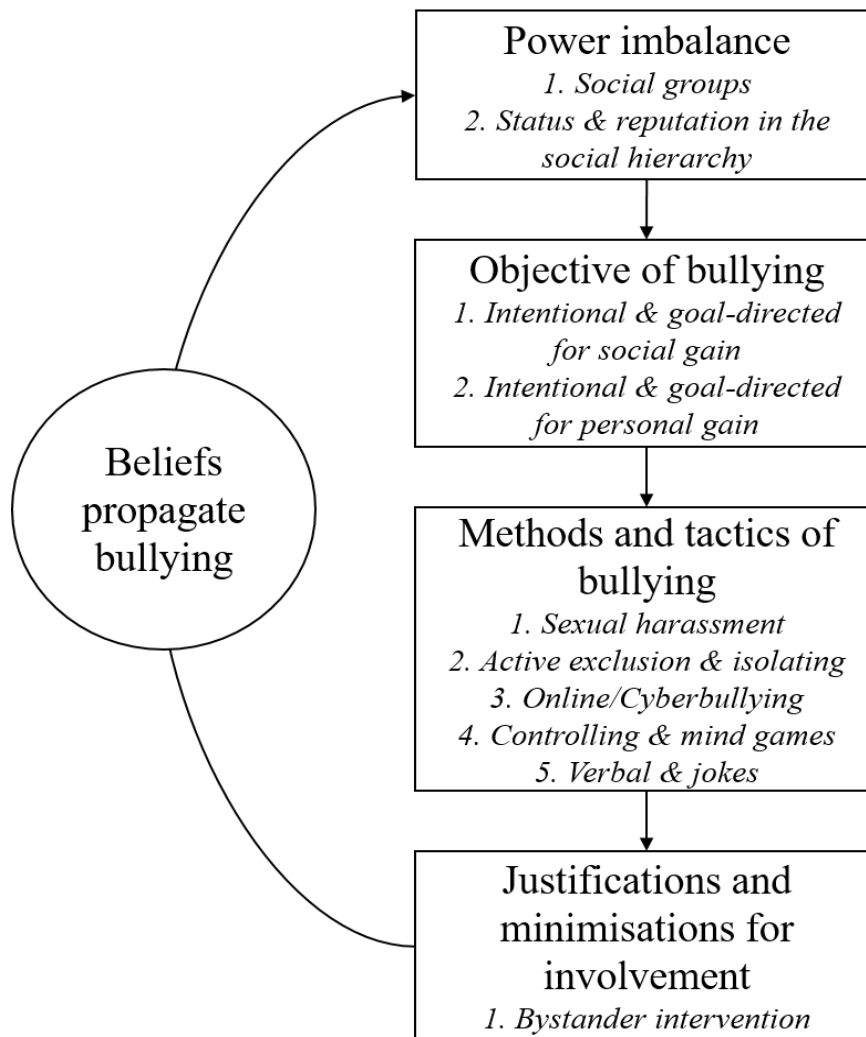 Power imbalance
1. Social groups
2. Status & reputation in the
social hierarchy
Objective of bullying
1. Intentional & goal-directed
for social gain
2. Intentional & goal-directed
for personal gain
Beliefs
propagate
bullying
Methods and tactics of
bullying
1. Sexual harassment
2. Active exclusion & isolating
3. Online/Cyberbullying
4. Controlling & mind games
5. Verbal & jokes
Justifications and
minimisations for
involvement
1. Bystander intervention